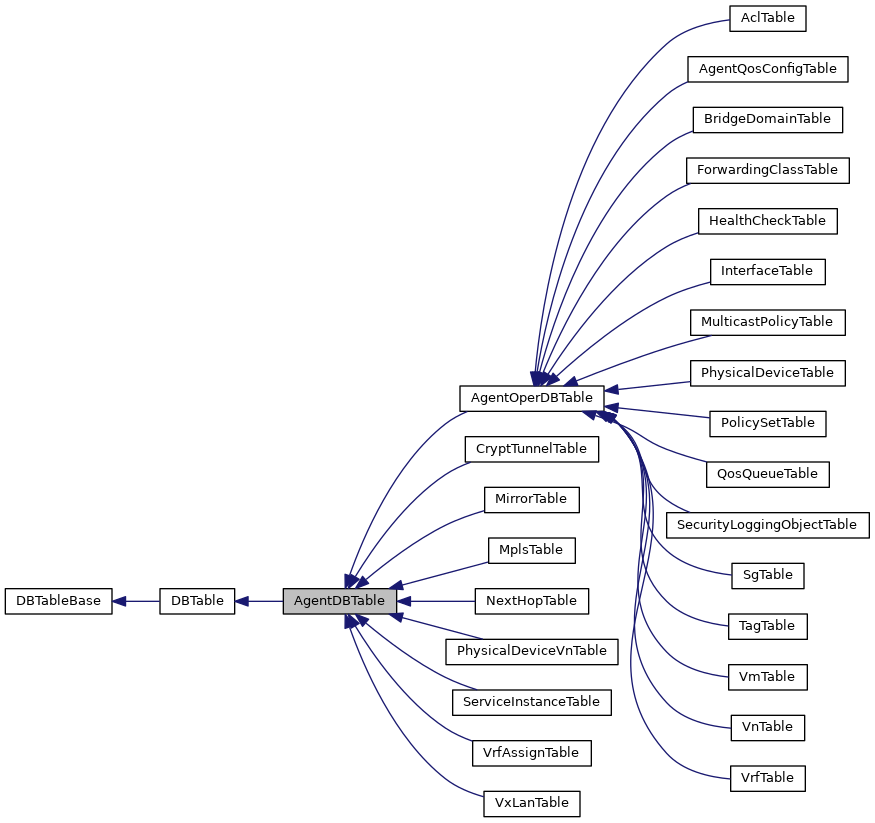 AclTable
AgentQosConfigTable
BridgeDomainTable
ForwardingClassTable
HealthCheckTable
InterfaceTable
MulticastPolicyTable
PhysicalDeviceTable
AgentOperDBTable
PolicySetTable
CryptTunnelTable
QosQueueTable
MirrorTable
SecurityLoggingObjectTable
MplsTable
SgTable
DBTableBase
DBTable
AgentDBTable
NextHopTable
TagTable
PhysicalDeviceVnTable
VmTable
ServiceInstanceTable
VnTable
VrfAssignTable
VrfTable
VxLanTable